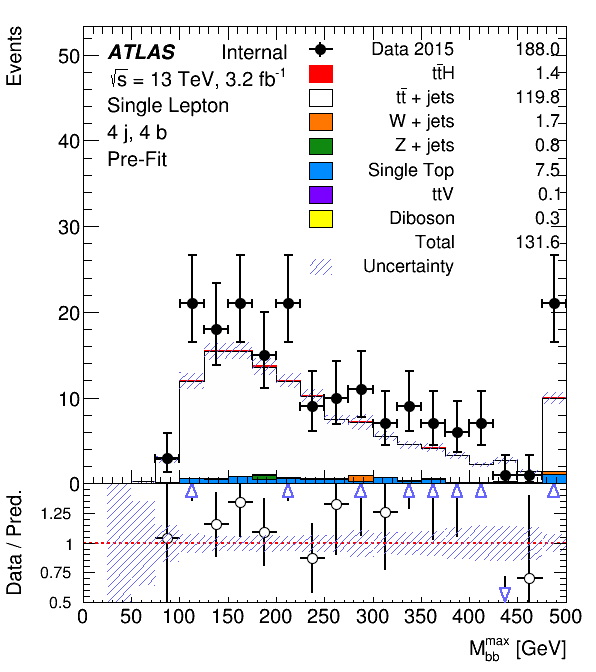 Events
50
40
30
20
10
0
ATLAS Internal
√s = 13 TeV, 3.2 fb⁻¹
Single Lepton
4 j, 4 b
Pre-Fit
Data 2015 188.0
tt̄H 1.4
tt̄ + jets 119.8
W + jets 1.7
Z + jets 0.8
Single Top 7.5
ttV 0.1
Diboson 0.3
Total 131.6
Uncertainty
Data / Pred.
1.25
1
0.75
0.5
0 50 100 150 200 250 300 350 400 450 500
M_bb^max [GeV]